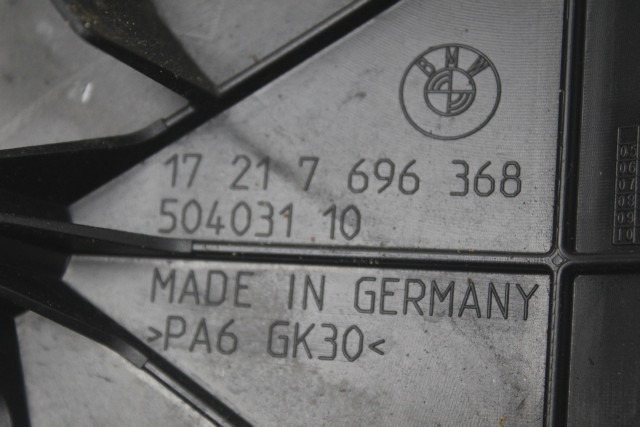 BMW
17 21 7 696 368
504031 10
MADE IN GERMANY
>PA6 GK30<